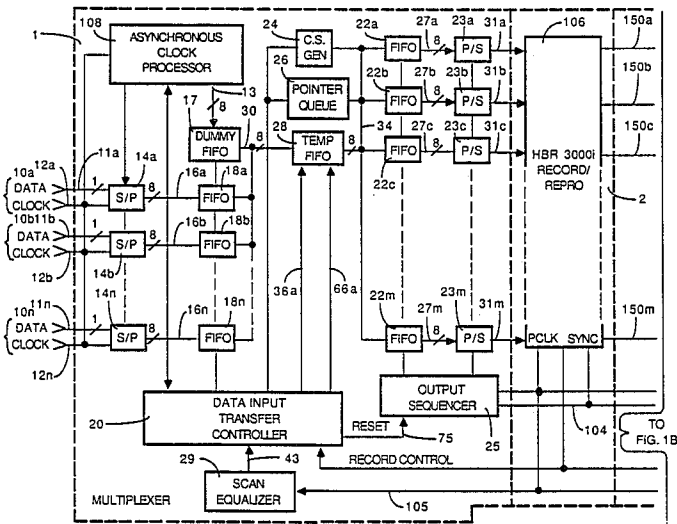 108
1
ASYNCHRONOUS
CLOCK
PROCESSOR
24
C.S.
GEN
22a
FIFO
27a
8
23a
P/S
31a
106
150a
26
POINTER
QUEUE
22b
FIFO
27b
8
23b
P/S
31b
150b
13
8
17
DUMMY
FIFO
30
8
28
TEMP
FIFO
8
34
27c
8
23c
P/S
31c
FIFO
22c
150c
HBR 3000i
RECORD/
REPRO
2
10a
12a
11a
14a
DATA
CLOCK
1
S/P
8
16a
18a
FIFO
10b
11b
DATA
CLOCK
12b
1
S/P
14b
8
16b
18b
FIFO
36a
66a
10n
11n
DATA
CLOCK
12n
1
14n
S/P
8
16n
18n
FIFO
22m
FIFO
27m
8
23m
P/S
31m
150m
PCLK SYNC
20
DATA INPUT
TRANSFER
CONTROLLER
OUTPUT
SEQUENCER
25
104
RESET
75
TO
FIG. 1B
43
29
SCAN
EQUALIZER
RECORD CONTROL
105
MULTIPLEXER